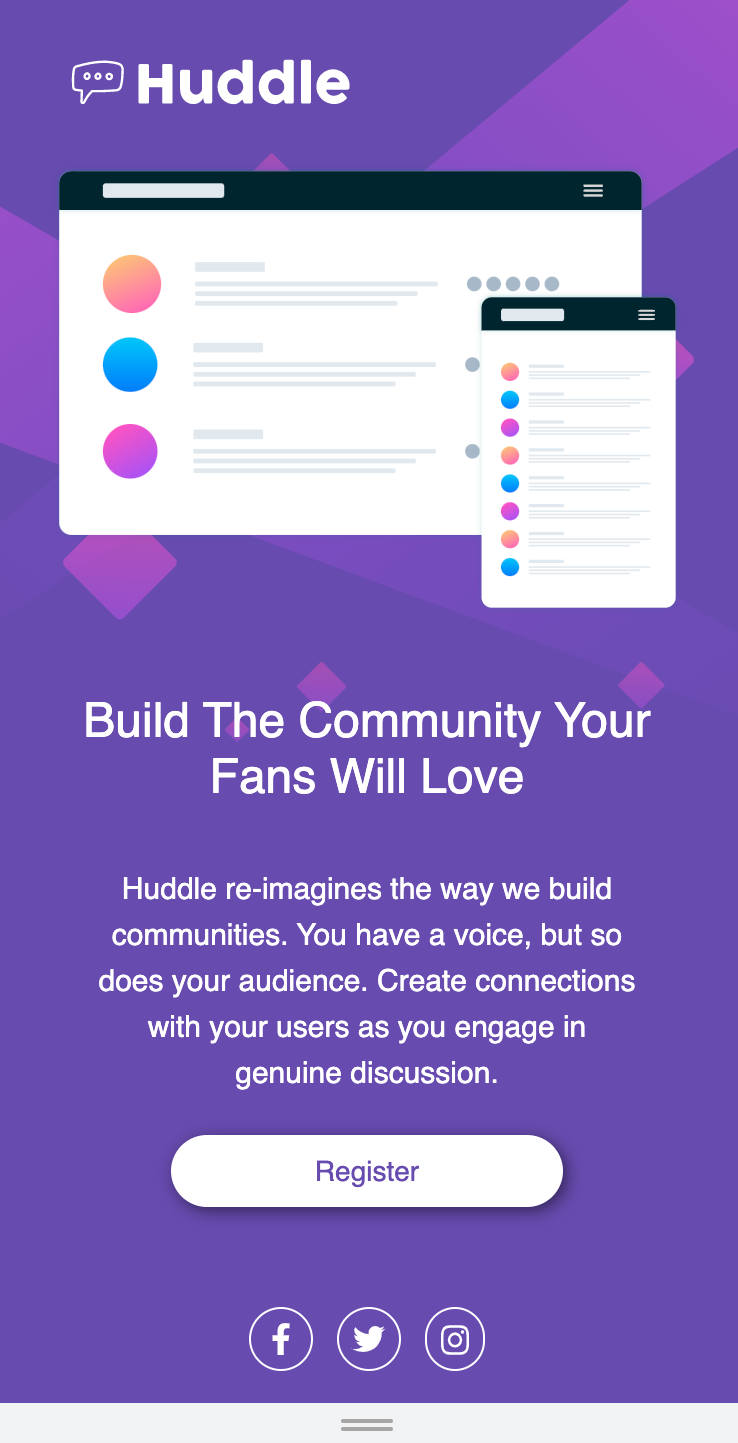 Huddle
Build The Community Your
Fans Will Love
Huddle re-imagines the way we build
communities. You have a voice, but so
does your audience. Create connections
with your users as you engage in
genuine discussion.
Register